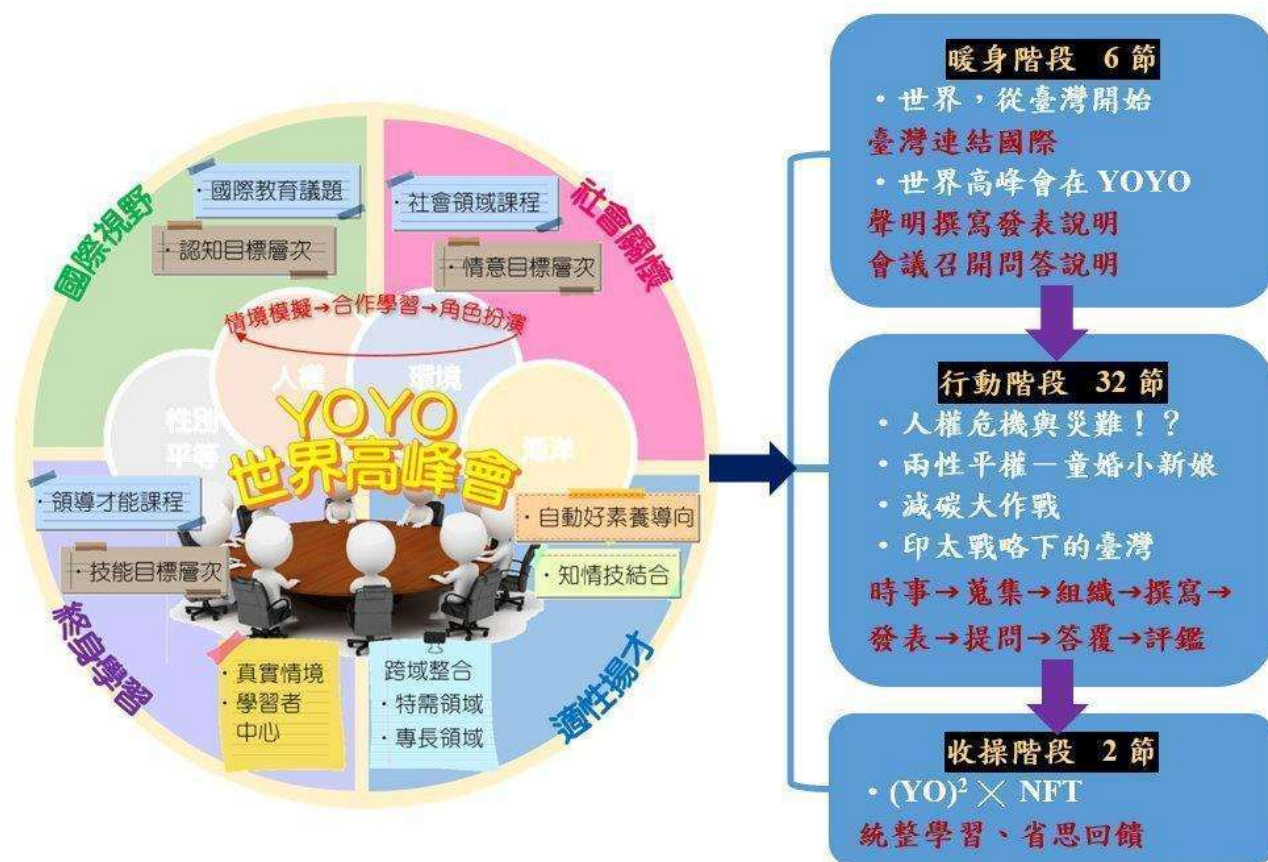 國際視野
・國際教育議題
・認知目標層次
社會關懷
・社會領域課程
・情意目標層次
情境模擬→合作學習→角色扮演
性別
平等
人權
環境
海洋
YOYO
世界高峰會
・領導才能課程
・技能目標層次
終身學習
・真實情境
・學習者
中心
・自動好素養導向
・知情技結合
跨域整合
・特需領域
・專長領域
適性揚才
暖身階段 6 節
・世界，從臺灣開始
臺灣連結國際
・世界高峰會在 YOYO
聲明撰寫發表說明
會議召開問答說明
行動階段 32 節
・人權危機與災難！？
・兩性平權－童婚小新娘
・減碳大作戰
・印太戰略下的臺灣
時事→蒐集→組織→撰寫→
發表→提問→答覆→評鑑
收操階段 2 節
・(YO)² × NFT
統整學習、省思回饋